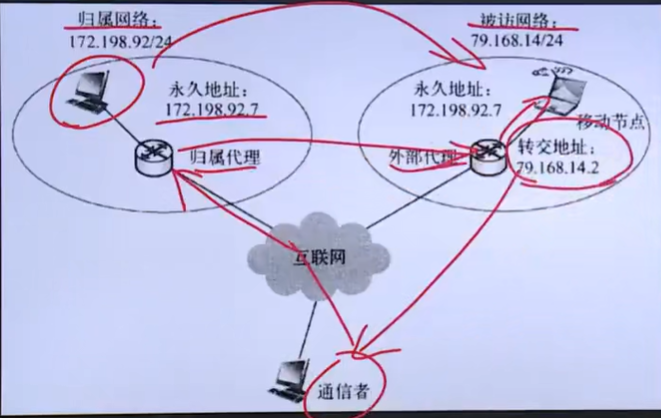 归属网络：
172.198.92/24
被访网络：
79.168.14/24
永久地址：
172.198.92.7
归属代理
永久地址：
172.198.92.7
移动节点
外部代理
转交地址：
79.168.14.2
互联网
通信者